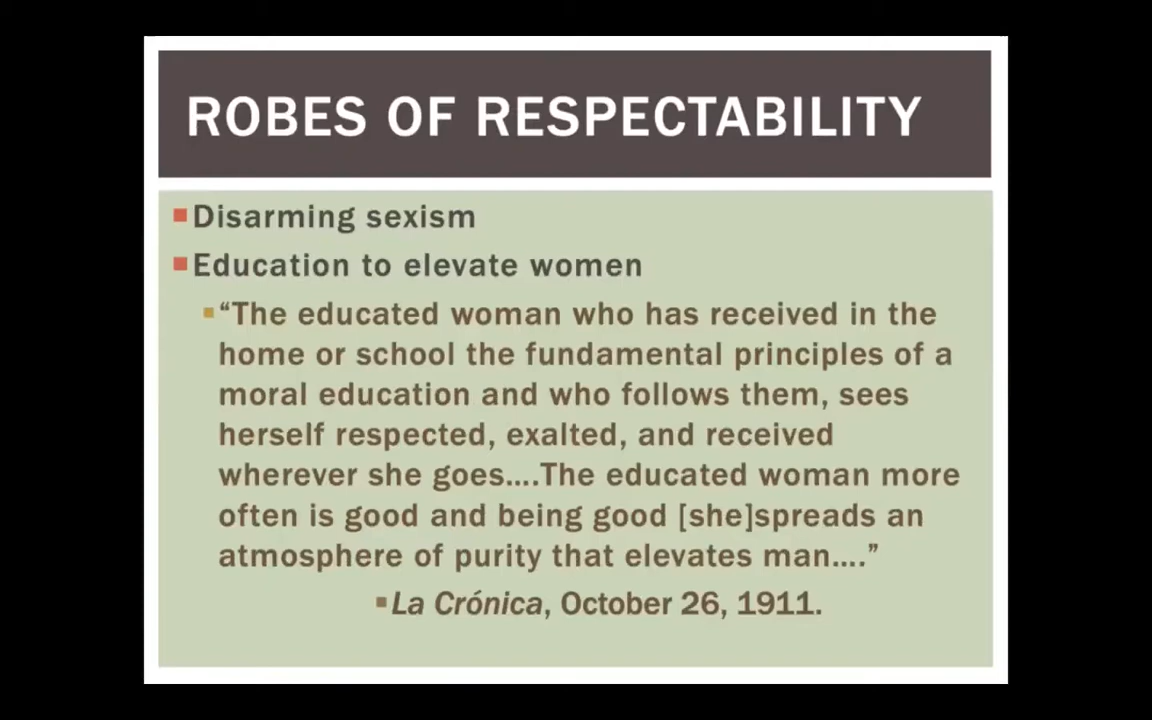 ROBES OF RESPECTABILITY
Disarming sexism
Education to elevate women
“The educated woman who has received in the
home or school the fundamental principles of a
moral education and who follows them, sees
herself respected, exalted, and received
wherever she goes....The educated woman more
often is good and being good [she]spreads an
atmosphere of purity that elevates man....”
La Crónica, October 26, 1911.